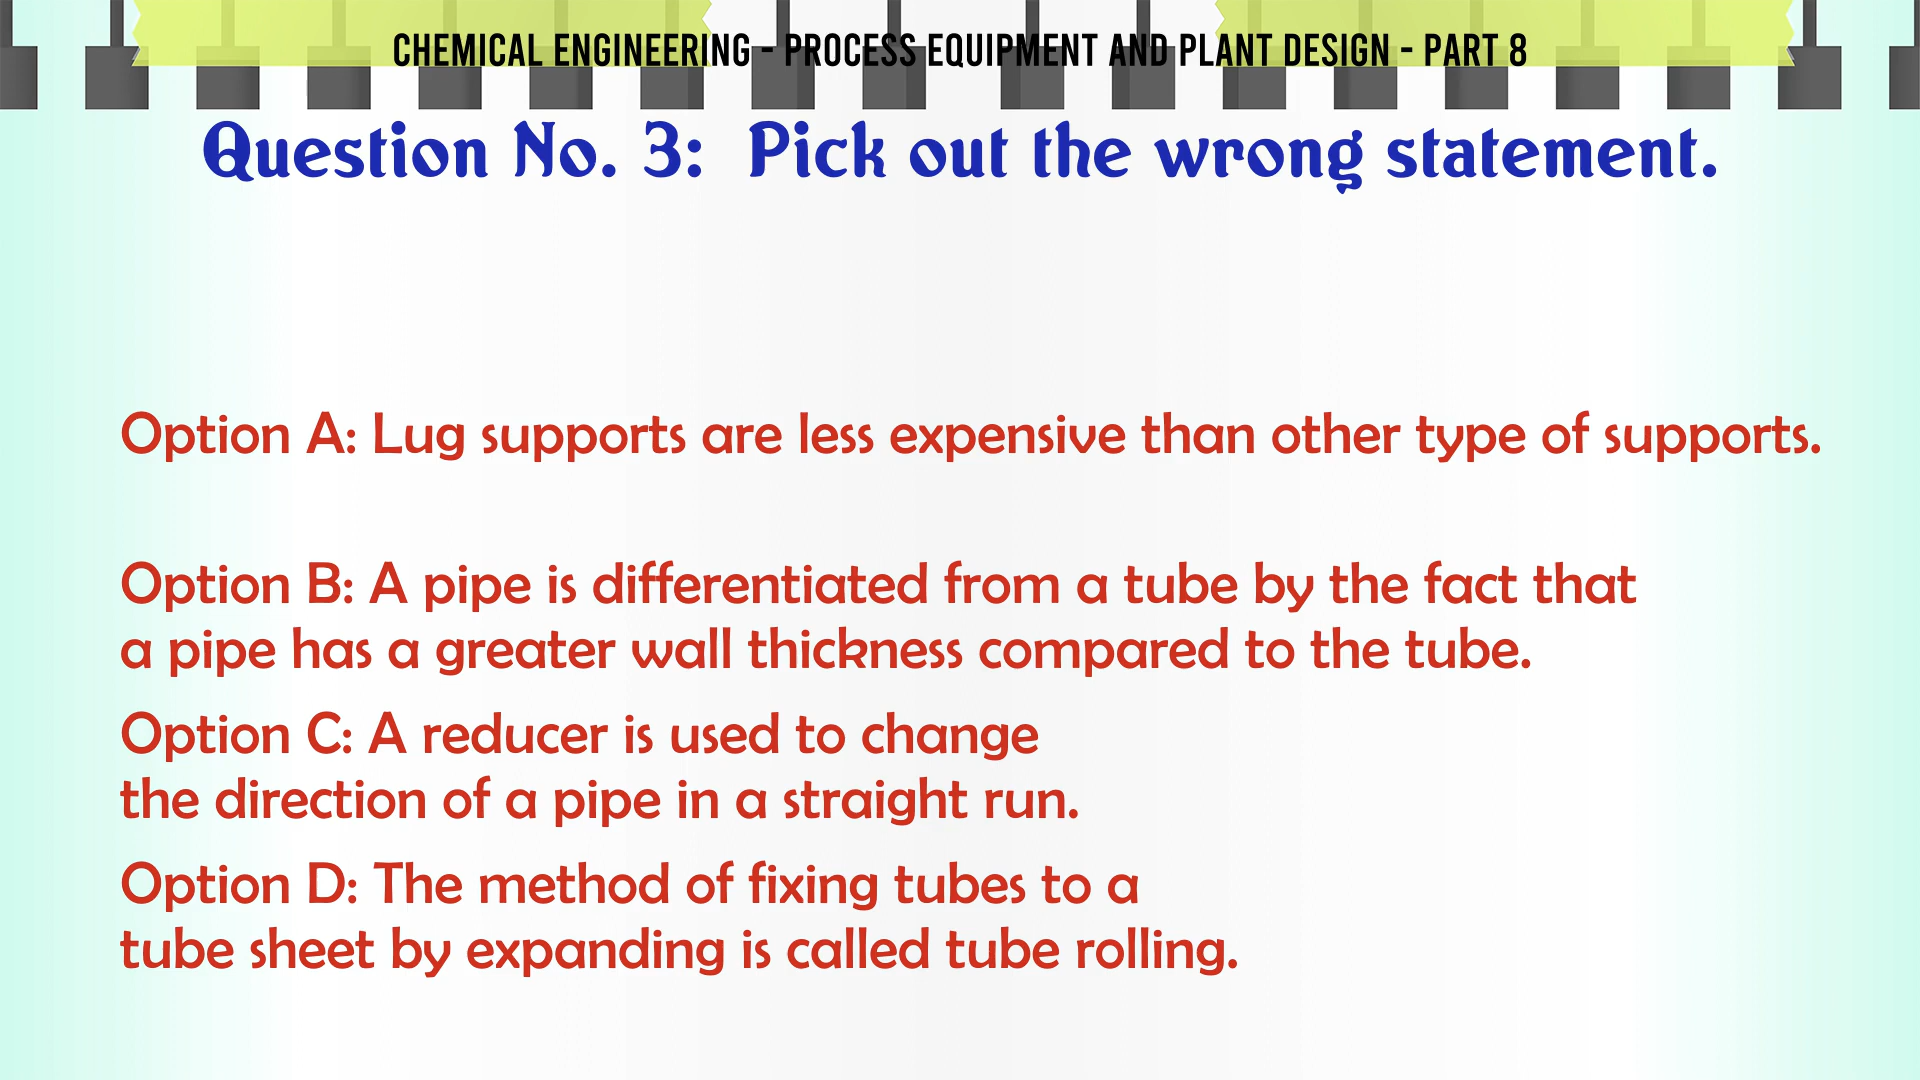 CHEMICAL ENGINEERING - PROCESS EQUIPMENT AND PLANT DESIGN - PART 8
Question No. 3: Pick out the wrong statement.
Option A: Lug supports are less expensive than other type of supports.
Option B: A pipe is differentiated from a tube by the fact that
a pipe has a greater wall thickness compared to the tube.
Option C: A reducer is used to change
the direction of a pipe in a straight run.
Option D: The method of fixing tubes to a
tube sheet by expanding is called tube rolling.